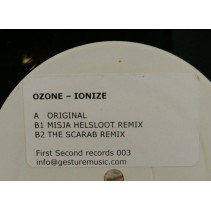 OZONE – IONIZE
A ORIGINAL
B1 MISJA HELSLOOT REMIX
B2 THE SCARAB REMIX
First Second records 003
info@gesturemusic.com